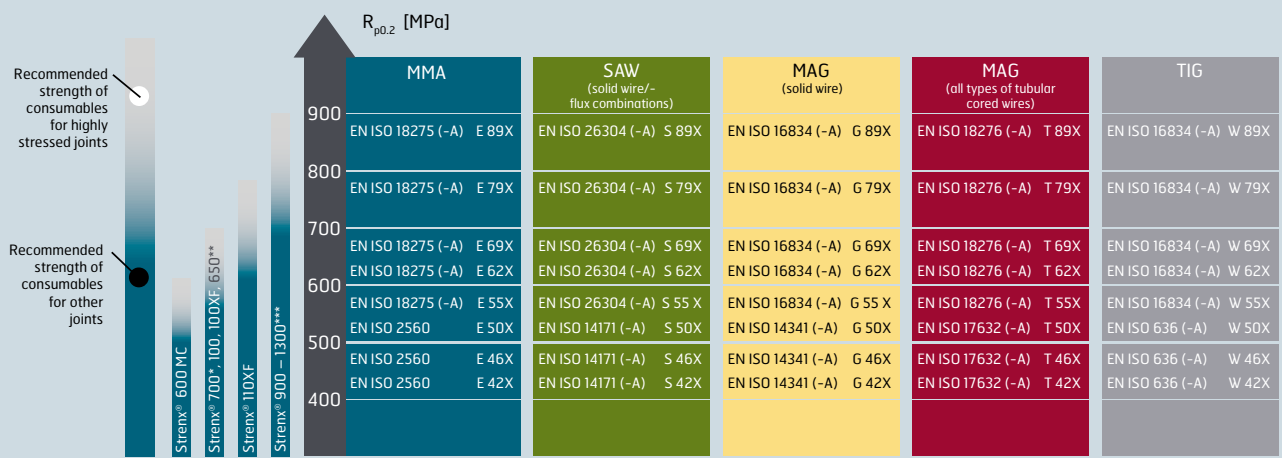 Rp0.2 [MPa]
Recommended
strength of
consumables
for highly
stressed joints
Recommended
strength of
consumables
for other
joints
Strenx® 600 MC
Strenx® 700*, 100, 100XF, 650**
Strenx® 110XF
Strenx® 900 – 1300***
900
800
700
600
500
400
MMA
EN ISO 18275 (-A) E 89X
EN ISO 18275 (-A) E 79X
EN ISO 18275 (-A) E 69X
EN ISO 18275 (-A) E 62X
EN ISO 18275 (-A) E 55X
EN ISO 2560 E 50X
EN ISO 2560 E 46X
EN ISO 2560 E 42X
SAW
(solid wire/-
flux combinations)
EN ISO 26304 (-A) S 89X
EN ISO 26304 (-A) S 79X
EN ISO 26304 (-A) S 69X
EN ISO 26304 (-A) S 62X
EN ISO 26304 (-A) S 55 X
EN ISO 14171 (-A) S 50X
EN ISO 14171 (-A) S 46X
EN ISO 14171 (-A) S 42X
MAG
(solid wire)
EN ISO 16834 (-A) G 89X
EN ISO 16834 (-A) G 79X
EN ISO 16834 (-A) G 69X
EN ISO 16834 (-A) G 62X
EN ISO 16834 (-A) G 55 X
EN ISO 14341 (-A) G 50X
EN ISO 14341 (-A) G 46X
EN ISO 14341 (-A) G 42X
MAG
(all types of tubular
cored wires)
EN ISO 18276 (-A) T 89X
EN ISO 18276 (-A) T 79X
EN ISO 18276 (-A) T 69X
EN ISO 18276 (-A) T 62X
EN ISO 18276 (-A) T 55X
EN ISO 17632 (-A) T 50X
EN ISO 17632 (-A) T 46X
EN ISO 17632 (-A) T 42X
TIG
EN ISO 16834 (-A) W 89X
EN ISO 16834 (-A) W 79X
EN ISO 16834 (-A) W 69X
EN ISO 16834 (-A) W 62X
EN ISO 16834 (-A) W 55X
EN ISO 636 (-A) W 50X
EN ISO 636 (-A) W 46X
EN ISO 636 (-A) W 42X